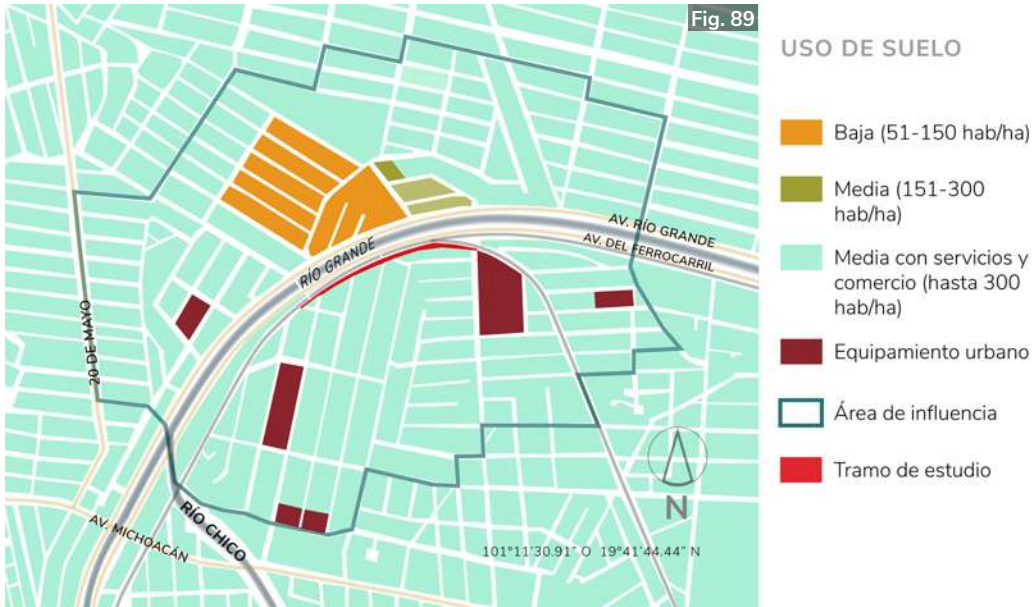 Fig. 89
USO DE SUELO
Baja (51-150 hab/ha)
Media (151-300
hab/ha)
Media con servicios y
comercio (hasta 300
hab/ha)
Equipamiento urbano
Área de influencia
Tramo de estudio
AV. RÍO GRANDE
AV. DEL FERROCARRIL
RÍO GRANDE
20 DE MAYO
RÍO CHICO
AV. MICHOACÁN
N
101°11'30.91" O 19°41'44.44" N